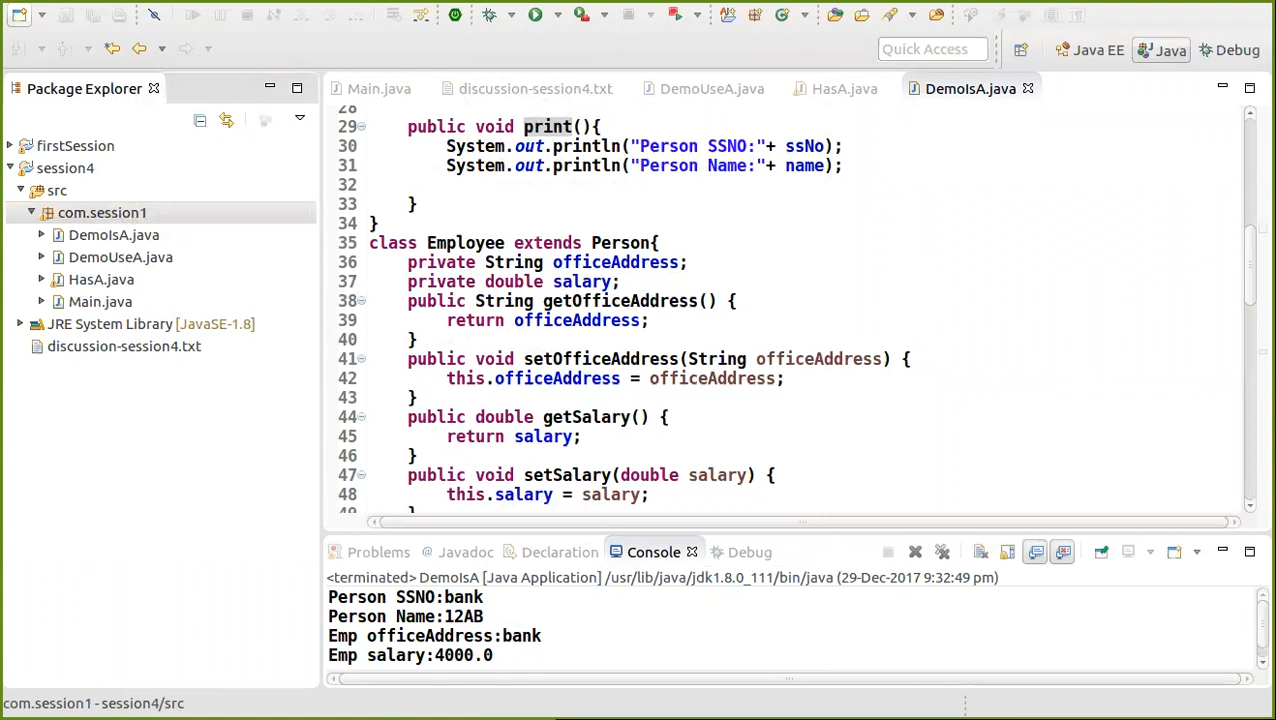 Quick Access
Java EE
Java
Debug
Package Explorer
Main.java
discussion-session4.txt
DemoUseA.java
HasA.java
DemoIsA.java
firstSession
session4
src
com.session1
DemoIsA.java
DemoUseA.java
HasA.java
Main.java
JRE System Library [JavaSE-1.8]
discussion-session4.txt
28
29 public void print(){
30 System.out.println("Person SSNO:"+ ssNo);
31 System.out.println("Person Name:"+ name);
32
33 }
34 }
35 class Employee extends Person{
36 private String officeAddress;
37 private double salary;
38 public String getOfficeAddress() {
39 return officeAddress;
40 }
41 public void setOfficeAddress(String officeAddress) {
42 this.officeAddress = officeAddress;
43 }
44 public double getSalary() {
45 return salary;
46 }
47 public void setSalary(double salary) {
48 this.salary = salary;
49 }
Problems
Javadoc
Declaration
Console
Debug
<terminated> DemoIsA [Java Application] /usr/lib/java/jdk1.8.0_111/bin/java (29-Dec-2017 9:32:49 pm)
Person SSNO:bank
Person Name:12AB
Emp officeAddress:bank
Emp salary:4000.0
com.session1 - session4/src